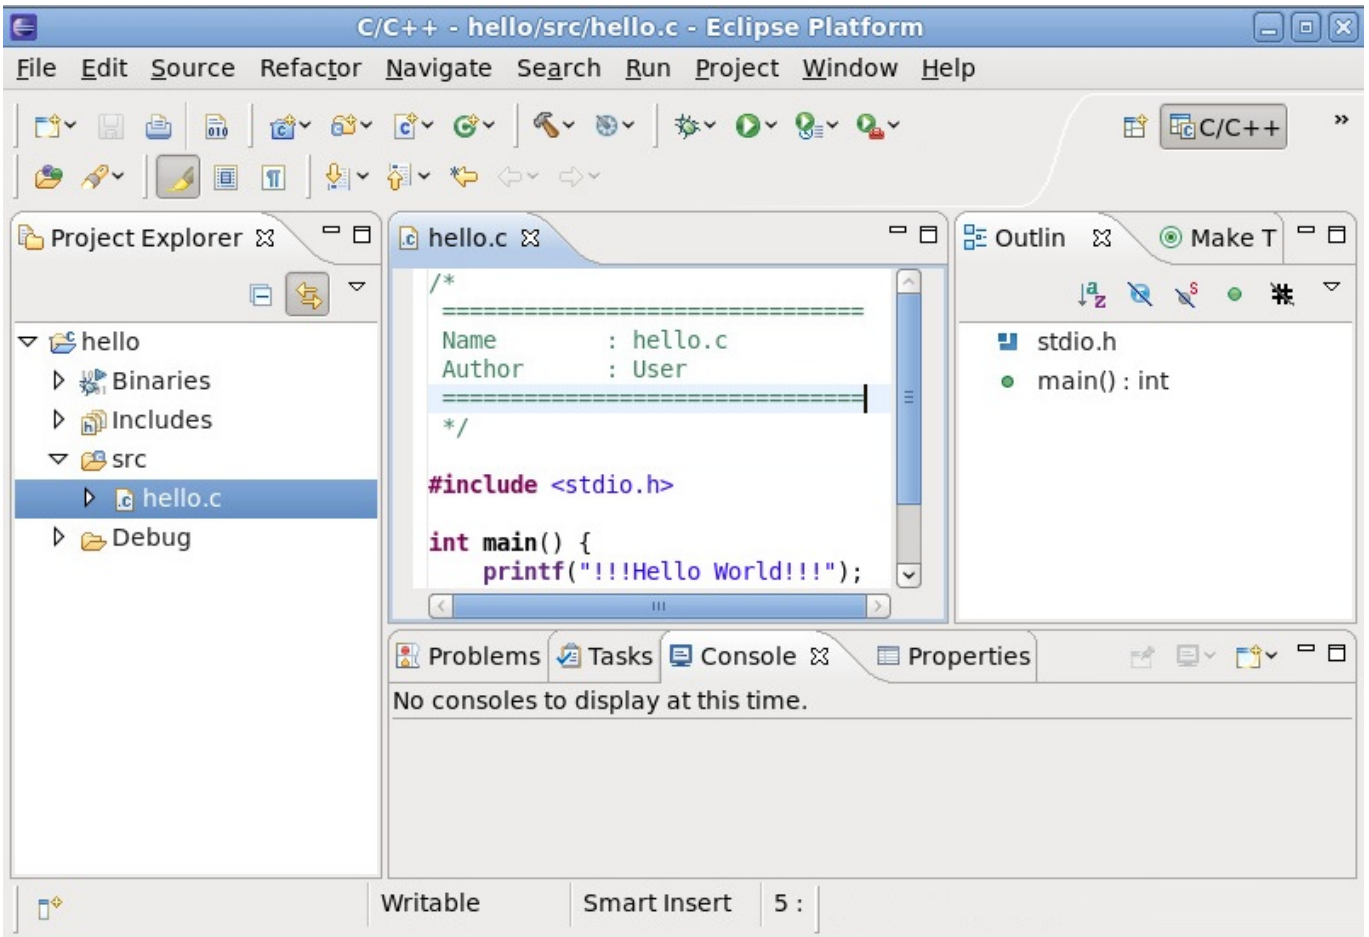 C/C++ - hello/src/hello.c - Eclipse Platform
File Edit Source Refactor Navigate Search Run Project Window Help
C/C++ »
Project Explorer
hello.c
Outlin
Make T
hello
Binaries
Includes
src
hello.c
Debug
/*
===============================
Name : hello.c
Author : User
===============================
*/
#include <stdio.h>
int main() {
printf("!!!Hello World!!!");
stdio.h
main() : int
Problems Tasks Console Properties
No consoles to display at this time.
Writable Smart Insert 5 :